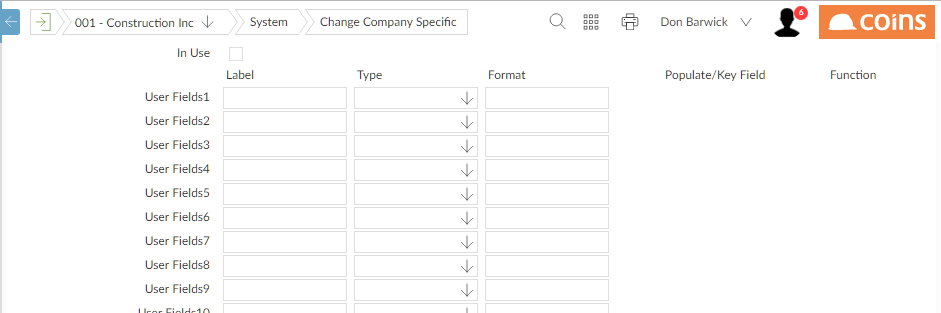 001 - Construction Inc System Change Company Specific Don Barwick 6 coins
In Use
Label Type Format Populate/Key Field Function
User Fields1
User Fields2
User Fields3
User Fields4
User Fields5
User Fields6
User Fields7
User Fields8
User Fields9
User Fields10